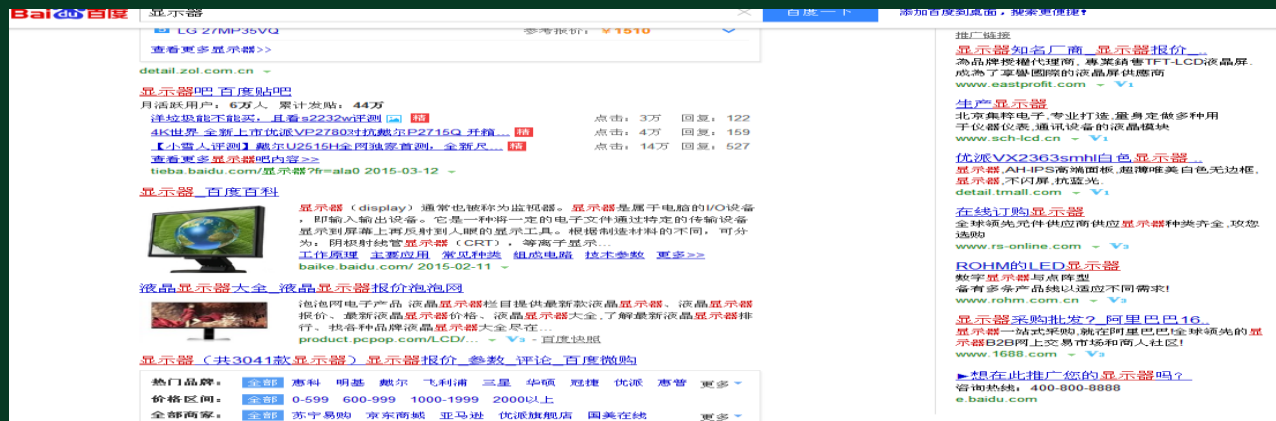 Bai du 百度
显示器
百度一下
添加百度到桌面，搜索更便捷！
LG 27MP35VQ
参考报价：￥1510
查看更多显示器>>
detail.zol.com.cn
显示器吧_百度贴吧
月活跃用户：6万人 累计发贴：44万
洋垃圾能不能买，且看s2232w评测 精 点击：3万 回复：122
4K世界 全新上市优派VP2780对抗戴尔P2715Q 开箱... 精 点击：4万 回复：159
【小雪人评测】戴尔U2515H全网独家首测，全新尺... 精 点击：14万 回复：527
查看更多显示器吧内容>>
tieba.baidu.com/显示器?fr=ala0 2015-03-12
显示器_百度百科
显示器（display）通常也被称为监视器。显示器是属于电脑的I/O设备
，即输入输出设备。它是一种将一定的电子文件通过特定的传输设备
显示到屏幕上再反射到人眼的显示工具。根据制造材料的不同，可分
为：阴极射线管显示器（CRT），等离子显示...
工作原理 主要应用 常见种类 组成电路 技术参数 更多>>
baike.baidu.com/ 2015-02-11
液晶显示器大全_液晶显示器报价泡泡网
泡泡网电子产品 液晶显示器栏目提供最新款液晶显示器、液晶显示器
报价、最新液晶显示器价格、液晶显示器大全,了解最新液晶显示器排
行、找各种品牌液晶显示器大全尽在...
product.pcpop.com/LCD/... V3 - 百度快照
显示器（共3041款显示器）显示器报价_参数_评论_百度微购
热门品牌： 全部 惠科 明基 戴尔 飞利浦 三星 华硕 冠捷 优派 惠普 更多
价格区间： 全部 0-599 600-999 1000-1999 2000以上
全部商家： 全部 苏宁易购 京东商城 亚马逊 优派旗舰店 国美在线 更多
推广链接
显示器知名厂商_显示器报价_..
為品牌授權代理商, 專業銷售TFT-LCD液晶屏.
成為了享譽國際的液晶屏供應商
www.eastprofit.com V1
生产显示器
北京集粹电子,专业打造,量身定做多种用
于仪器仪表,通讯设备的液晶模块
www.sch-lcd.cn V1
优派VX2363smhl白色显示器 ..
显示器,AH-IPS高端面板,超薄唯美白色无边框,
显示器,不闪屏,抗蓝光.
detail.tmall.com V1
在线订购显示器
全球领先元件供应商供应显示器种类齐全,欢您
选购
www.rs-online.com V3
ROHM的LED显示器
数字显示器与点阵型
备有多条产品线以适应不同需求!
www.rohm.com.cn V3
显示器采购批发?_阿里巴巴16..
显示器一站式采购,就在阿里巴巴!全球领先的显
示器B2B网上交易市场和商人社区!
www.1688.com V3
►想在此推广您的显示器吗？
咨询热线：400-800-8888
e.baidu.com